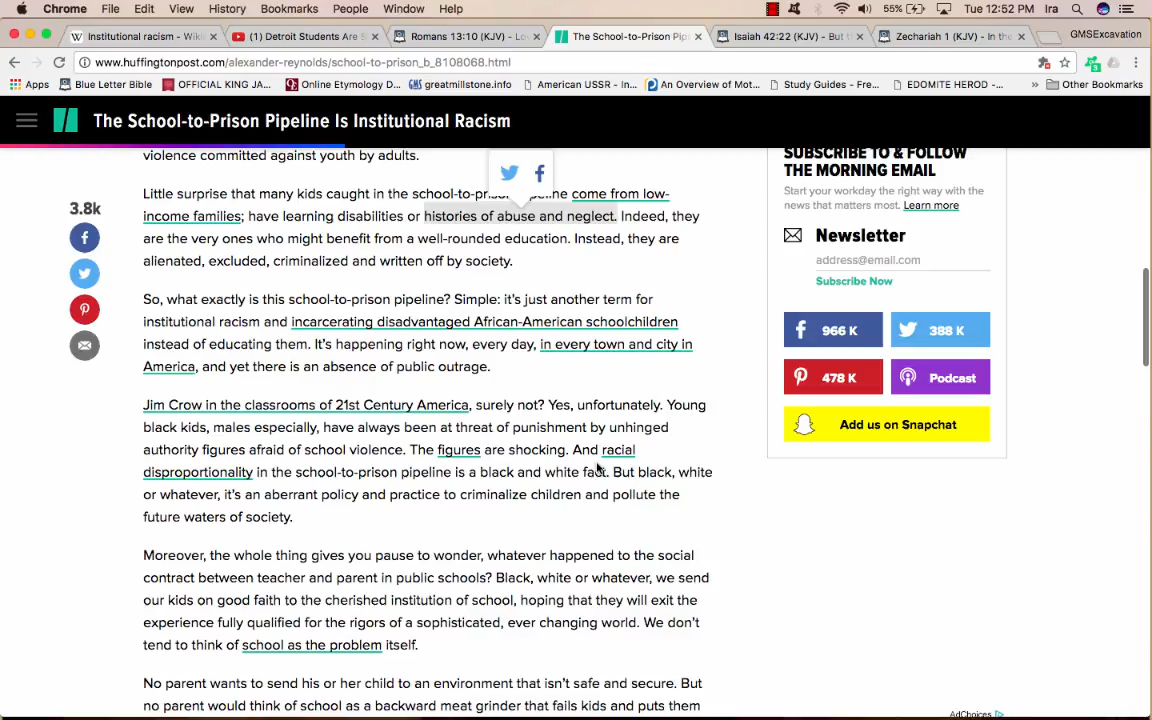 Chrome File Edit View History Bookmarks People Window Help 55% Tue 12:52 PM Ira
Institutional racism - Wiki
(1) Detroit Students Are S
Romans 13:10 (KJV) - Lo
The School-to-Prison Pipe
Isaiah 42:22 (KJV) - But th
Zechariah 1 (KJV) - In the
GMSExcavation
www.huffingtonpost.com/alexander-reynolds/school-to-prison_b_8108068.html
Apps Blue Letter Bible OFFICIAL KING JA... Online Etymology D... greatmillstone.info American USSR - In... An Overview of Mot... Study Guides - Fre... EDOMITE HEROD -... » Other Bookmarks
The School-to-Prison Pipeline Is Institutional Racism
violence committed against youth by adults.
3.8k
Little surprise that many kids caught in the come from low-
income families; have learning disabilities or histories of abuse and neglect. Indeed, they
are the very ones who might benefit from a well-rounded education. Instead, they are
alienated, excluded, criminalized and written off by society.
So, what exactly is this school-to-prison pipeline? Simple: it's just another term for
institutional racism and incarcerating disadvantaged African-American schoolchildren
instead of educating them. It's happening right now, every day, in every town and city in
America, and yet there is an absence of public outrage.
Jim Crow in the classrooms of 21st Century America, surely not? Yes, unfortunately. Young
black kids, males especially, have always been at threat of punishment by unhinged
authority figures afraid of school violence. The figures are shocking. And racial
disproportionality in the school-to-prison pipeline is a black and white fact. But black, white
or whatever, it's an aberrant policy and practice to criminalize children and pollute the
future waters of society.
Moreover, the whole thing gives you pause to wonder, whatever happened to the social
contract between teacher and parent in public schools? Black, white or whatever, we send
our kids on good faith to the cherished institution of school, hoping that they will exit the
experience fully qualified for the rigors of a sophisticated, ever changing world. We don't
tend to think of school as the problem itself.
No parent wants to send his or her child to an environment that isn't safe and secure. But
no parent would think of school as a backward meat grinder that fails kids and puts them
SUBSCRIBE TO & FOLLOW
THE MORNING EMAIL
Start your workday the right way with the
news that matters most. Learn more
Newsletter
address@email.com
Subscribe Now
966 K
388 K
478 K
Podcast
Add us on Snapchat
AdChoices